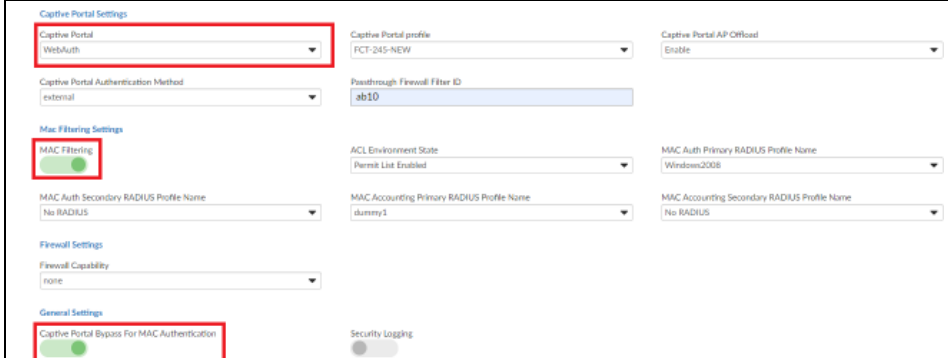 Captive Portal Settings
Captive Portal Captive Portal profile Captive Portal AP Offload
WebAuth FCT-245-NEW Enable
Captive Portal Authentication Method Passthrough Firewall Filter ID
external ab10
Mac Filtering Settings
MAC Filtering ACL Environment State MAC Auth Primary RADIUS Profile Name
Permit List Enabled Windows2008
MAC Auth Secondary RADIUS Profile Name MAC Accounting Primary RADIUS Profile Name MAC Accounting Secondary RADIUS Profile Name
No RADIUS dummy1 No RADIUS
Firewall Settings
Firewall Capability
none
General Settings
Captive Portal Bypass For MAC Authentication Security Logging